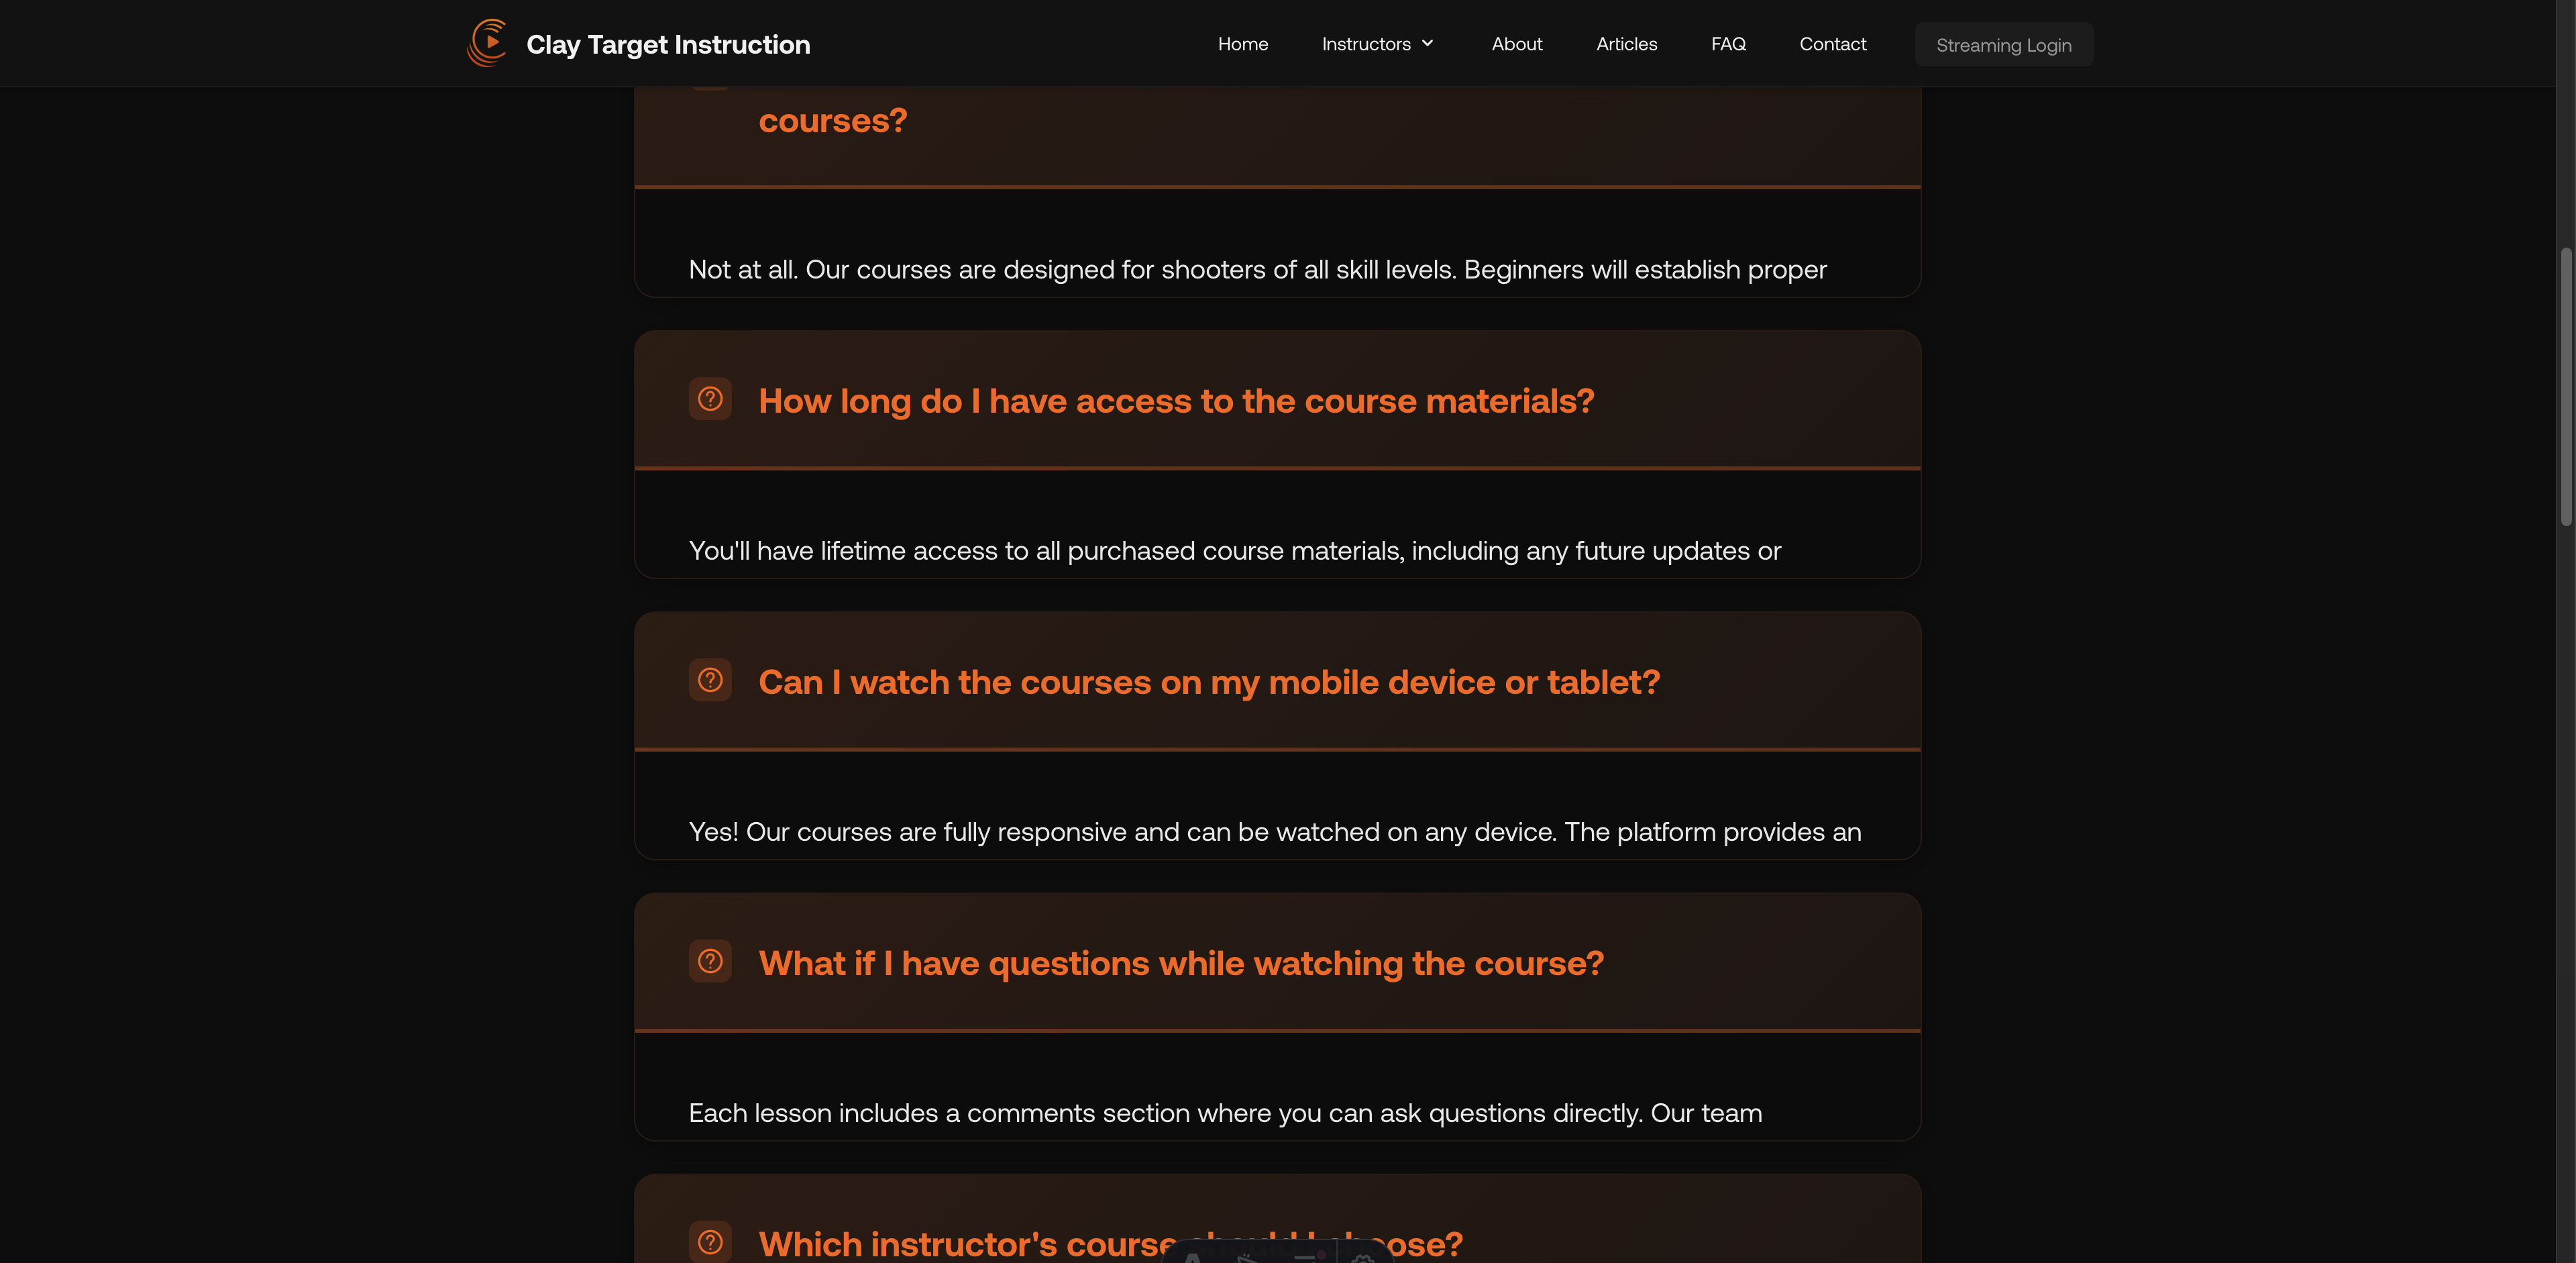 Clay Target Instruction
Home Instructors About Articles FAQ Contact Streaming Login
courses?
Not at all. Our courses are designed for shooters of all skill levels. Beginners will establish proper
How long do I have access to the course materials?
You'll have lifetime access to all purchased course materials, including any future updates or
Can I watch the courses on my mobile device or tablet?
Yes! Our courses are fully responsive and can be watched on any device. The platform provides an
What if I have questions while watching the course?
Each lesson includes a comments section where you can ask questions directly. Our team
Which instructor's course should I choose?